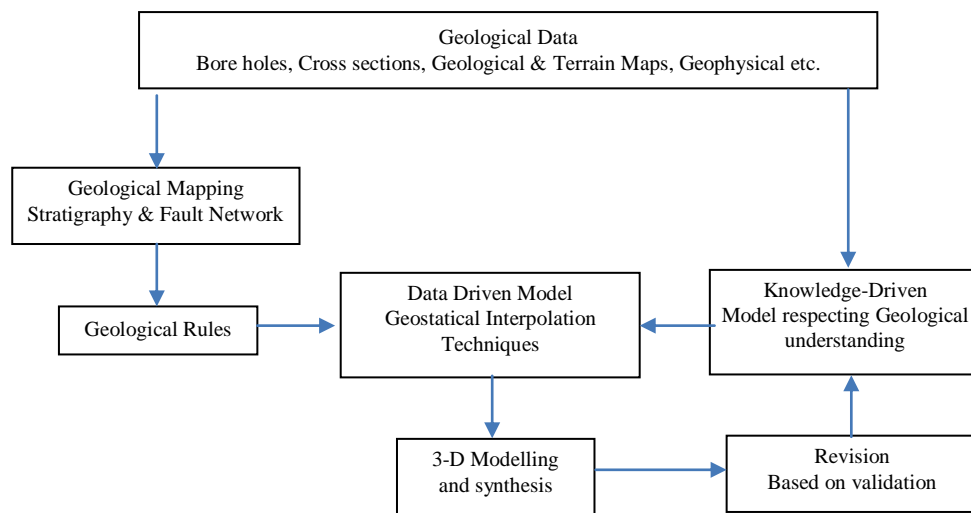 Geological Data
Bore holes, Cross sections, Geological & Terrain Maps, Geophysical etc.
Geological Mapping
Stratigraphy & Fault Network
Geological Rules
Data Driven Model
Geostatical Interpolation
Techniques
Knowledge-Driven
Model respecting Geological
understanding
3-D Modelling
and synthesis
Revision
Based on validation